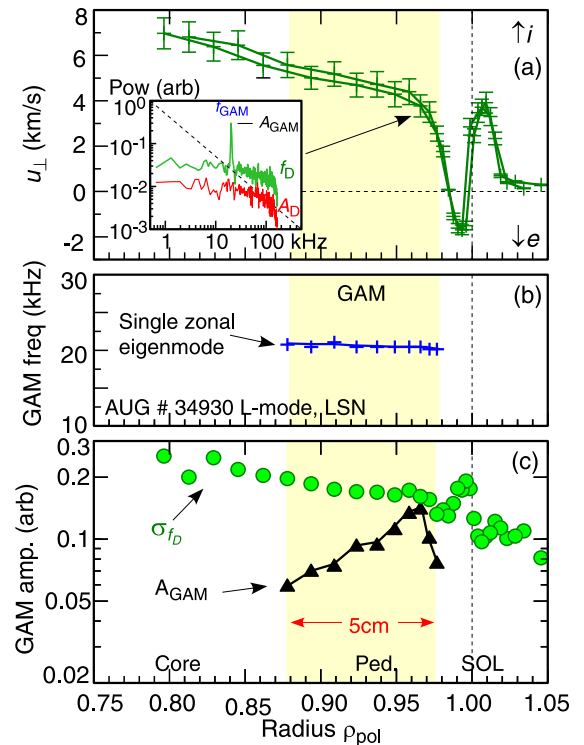 8
6
4
2
0
-2
u⊥ (km/s)
↑i
(a)
↓e
Pow (arb)
10^0
10^-1
10^-2
10^-3
f_GAM
A_GAM
f_D
A_D
1 10 100
kHz
30
20
10
GAM freq (kHz)
GAM
(b)
Single zonal
eigenmode
AUG # 34930 L-mode, LSN
0.3
0.2
0.1
0.05
0.02
GAM amp. (arb)
(c)
σ_f_D
A_GAM
5cm
Core Ped. SOL
0.75 0.80 0.85 0.90 0.95 1.00 1.05
Radius ρ_pol